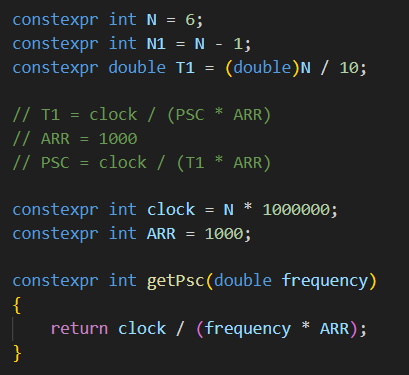 constexpr int N = 6;
constexpr int N1 = N - 1;
constexpr double T1 = (double)N / 10;
// T1 = clock / (PSC * ARR)
// ARR = 1000
// PSC = clock / (T1 * ARR)
constexpr int clock = N * 1000000;
constexpr int ARR = 1000;
constexpr int getPsc(double frequency)
{
    return clock / (frequency * ARR);
}